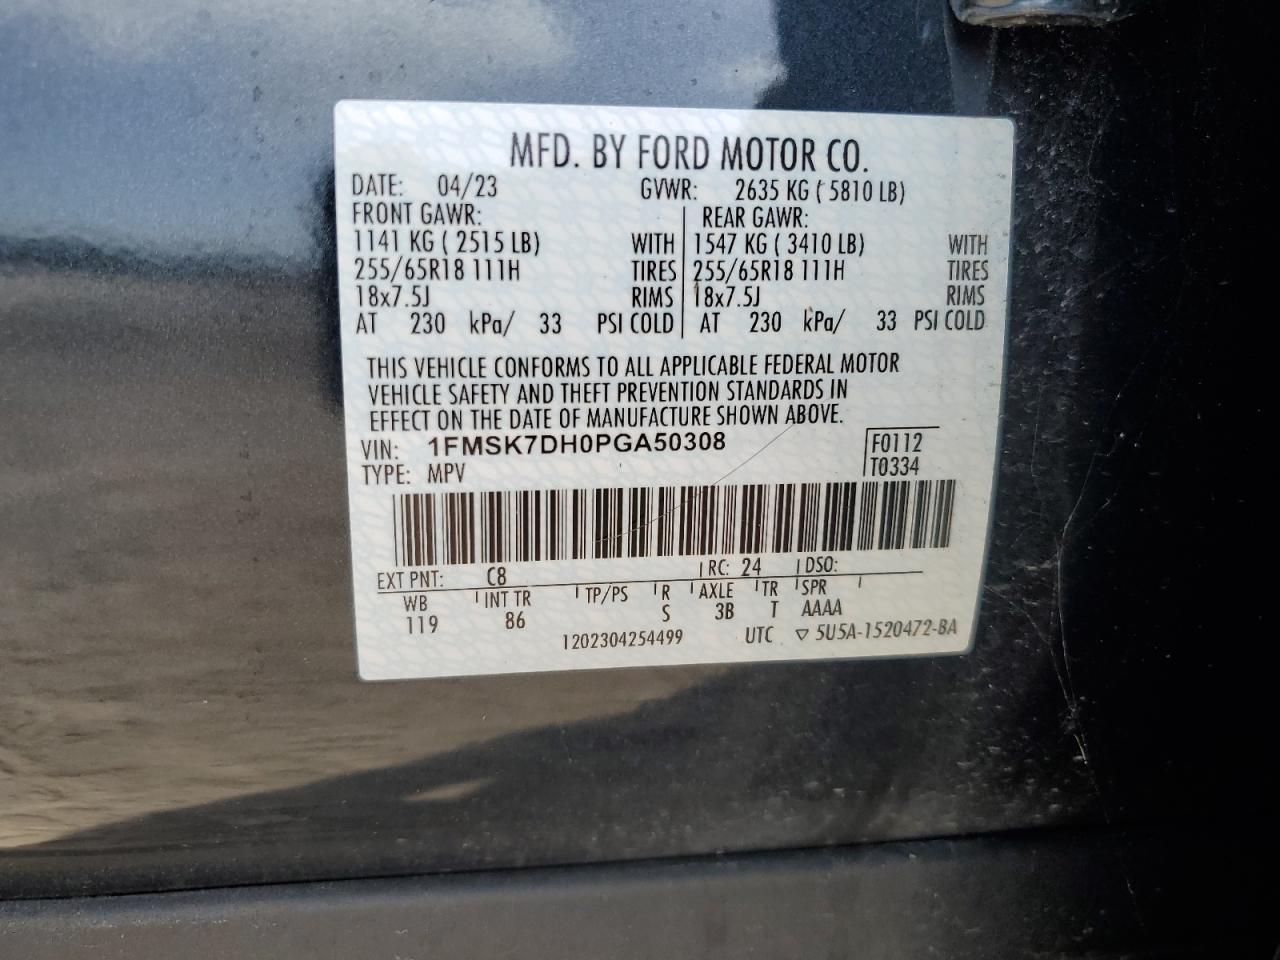 MFD. BY FORD MOTOR CO.
DATE: 04/23 GVWR: 2635 KG ( 5810 LB)
FRONT GAWR: REAR GAWR:
1141 KG ( 2515 LB) WITH 1547 KG ( 3410 LB) WITH
255/65R18 111H TIRES 255/65R18 111H TIRES
18x7.5J RIMS 18x7.5J RIMS
AT 230 kPa/ 33 PSI COLD AT 230 kPa/ 33 PSI COLD
THIS VEHICLE CONFORMS TO ALL APPLICABLE FEDERAL MOTOR
VEHICLE SAFETY AND THEFT PREVENTION STANDARDS IN
EFFECT ON THE DATE OF MANUFACTURE SHOWN ABOVE.
VIN: 1FMSK7DH0PGA50308 F0112
TYPE: MPV T0334
EXT PNT: C8 RC: 24 DSO:
WB INT TR TP/PS R AXLE TR SPR
119 86 S 3B T AAAA
1202304254499 UTC ▽ 5U5A-1520472-BA